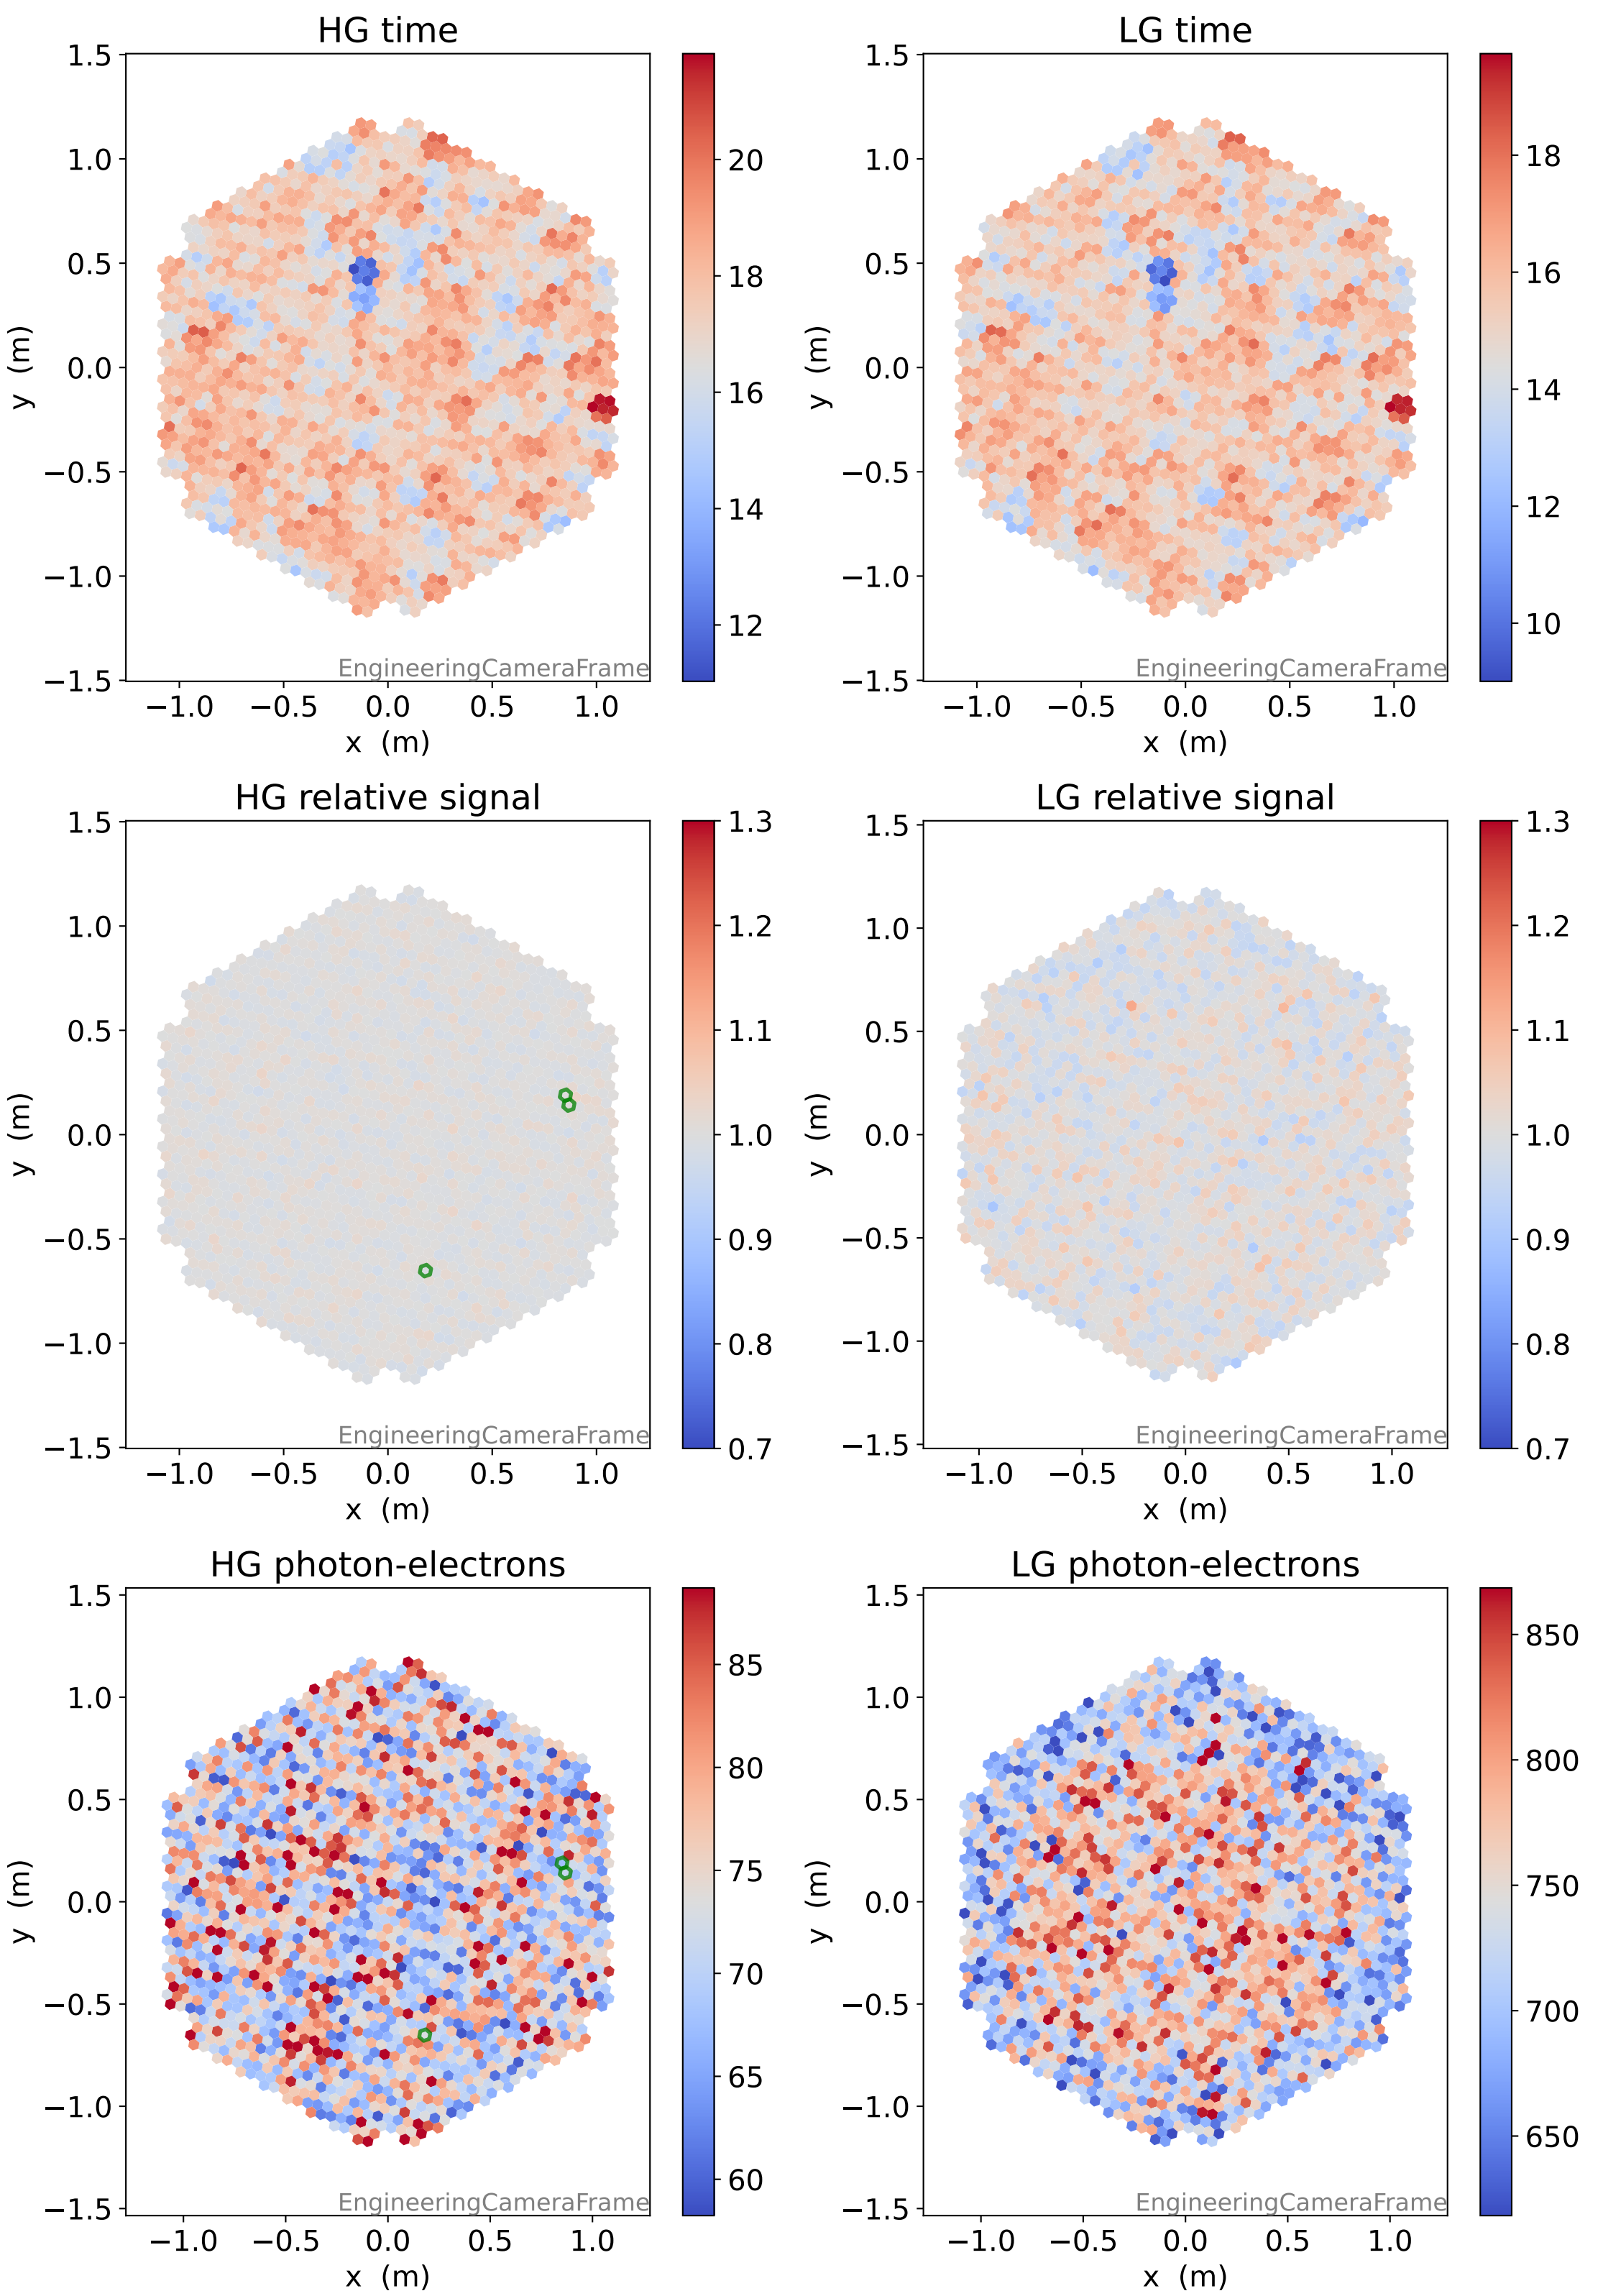 HG time
1.5
1.0
0.5
0.0
−0.5
−1.0
−1.5
y (m)
−1.0 −0.5 0.0 0.5 1.0
x (m)
EngineeringCameraFrame
20
18
16
14
12
LG time
1.5
1.0
0.5
0.0
−0.5
−1.0
−1.5
y (m)
−1.0 −0.5 0.0 0.5 1.0
x (m)
EngineeringCameraFrame
18
16
14
12
10
HG relative signal
1.5
1.0
0.5
0.0
−0.5
−1.0
−1.5
y (m)
−1.0 −0.5 0.0 0.5 1.0
x (m)
EngineeringCameraFrame
1.3
1.2
1.1
1.0
0.9
0.8
0.7
LG relative signal
1.5
1.0
0.5
0.0
−0.5
−1.0
−1.5
y (m)
−1.0 −0.5 0.0 0.5 1.0
x (m)
EngineeringCameraFrame
1.3
1.2
1.1
1.0
0.9
0.8
0.7
HG photon-electrons
1.5
1.0
0.5
0.0
−0.5
−1.0
−1.5
y (m)
−1.0 −0.5 0.0 0.5 1.0
x (m)
EngineeringCameraFrame
85
80
75
70
65
60
LG photon-electrons
1.5
1.0
0.5
0.0
−0.5
−1.0
−1.5
y (m)
−1.0 −0.5 0.0 0.5 1.0
x (m)
EngineeringCameraFrame
850
800
750
700
650